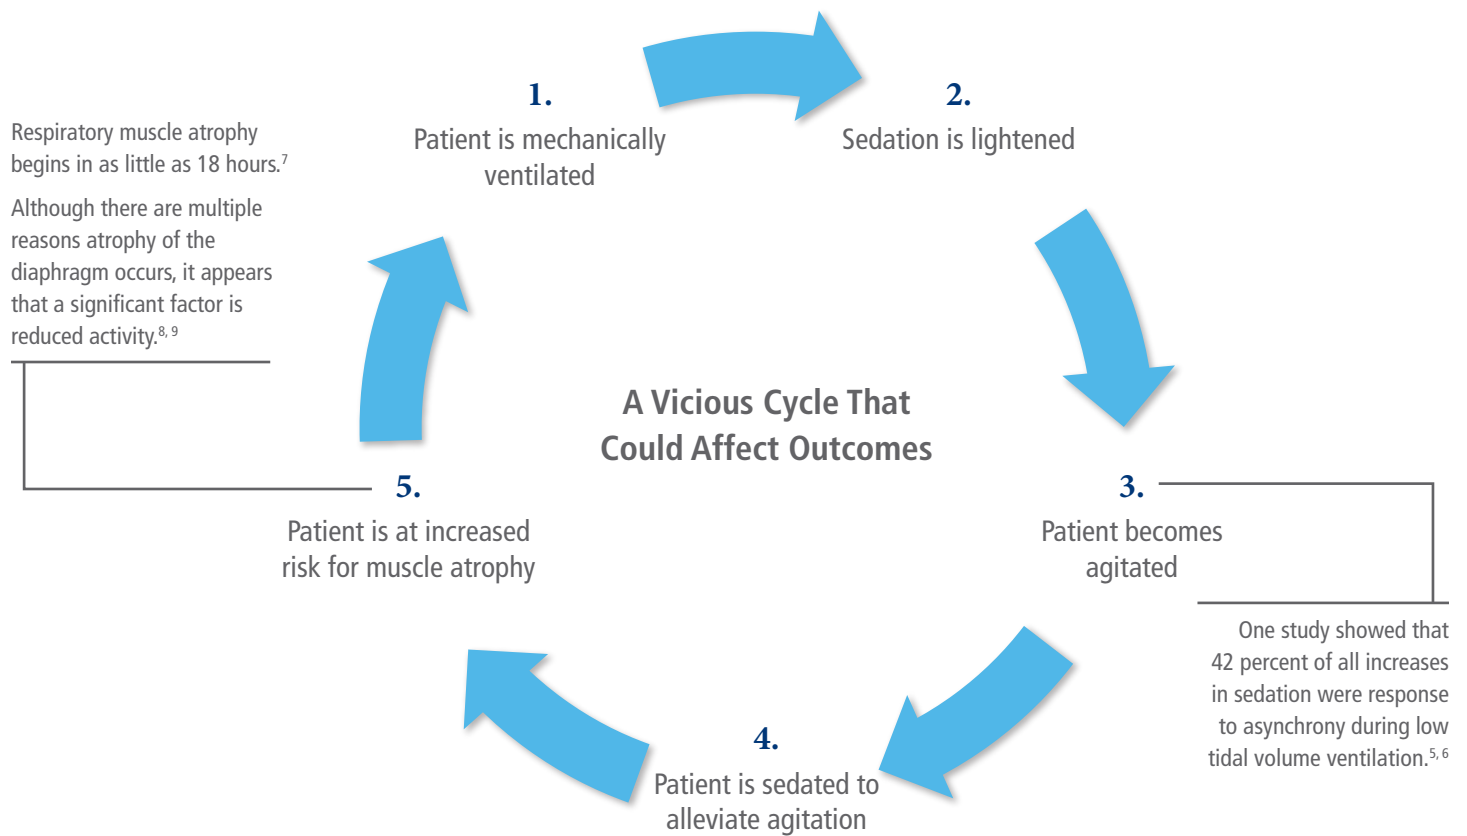 1.
Patient is mechanically
ventilated
2.
Sedation is lightened
Respiratory muscle atrophy
begins in as little as 18 hours.7
Although there are multiple
reasons atrophy of the
diaphragm occurs, it appears
that a significant factor is
reduced activity.8, 9
A Vicious Cycle That
Could Affect Outcomes
3.
Patient becomes
agitated
One study showed that
42 percent of all increases
in sedation were response
to asynchrony during low
tidal volume ventilation.5, 6
4.
Patient is sedated to
alleviate agitation
5.
Patient is at increased
risk for muscle atrophy